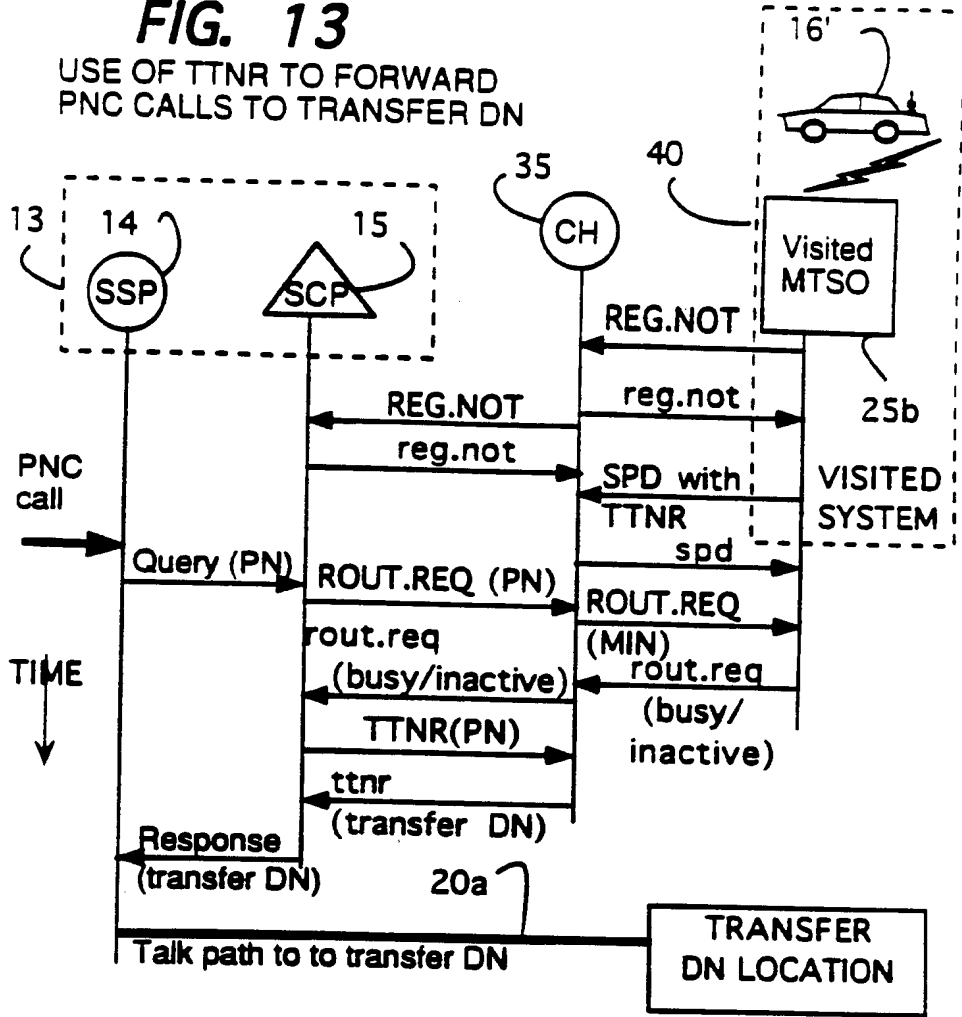 FIG. 13
USE OF TTNR TO FORWARD
PNC CALLS TO TRANSFER DN
16'
40
35
13
14
15
SSP
SCP
CH
Visited
MTSO
REG.NOT
25b
REG.NOT
reg.not
reg.not
PNC
call
SPD with
TTNR
VISITED
SYSTEM
spd
Query (PN)
ROUT.REQ (PN)
ROUT.REQ
(MIN)
rout.req
(busy/inactive)
rout.req
(busy/
inactive)
TIME
TTNR(PN)
ttnr
(transfer DN)
Response
(transfer DN)
20a
Talk path to to transfer DN
TRANSFER
DN LOCATION